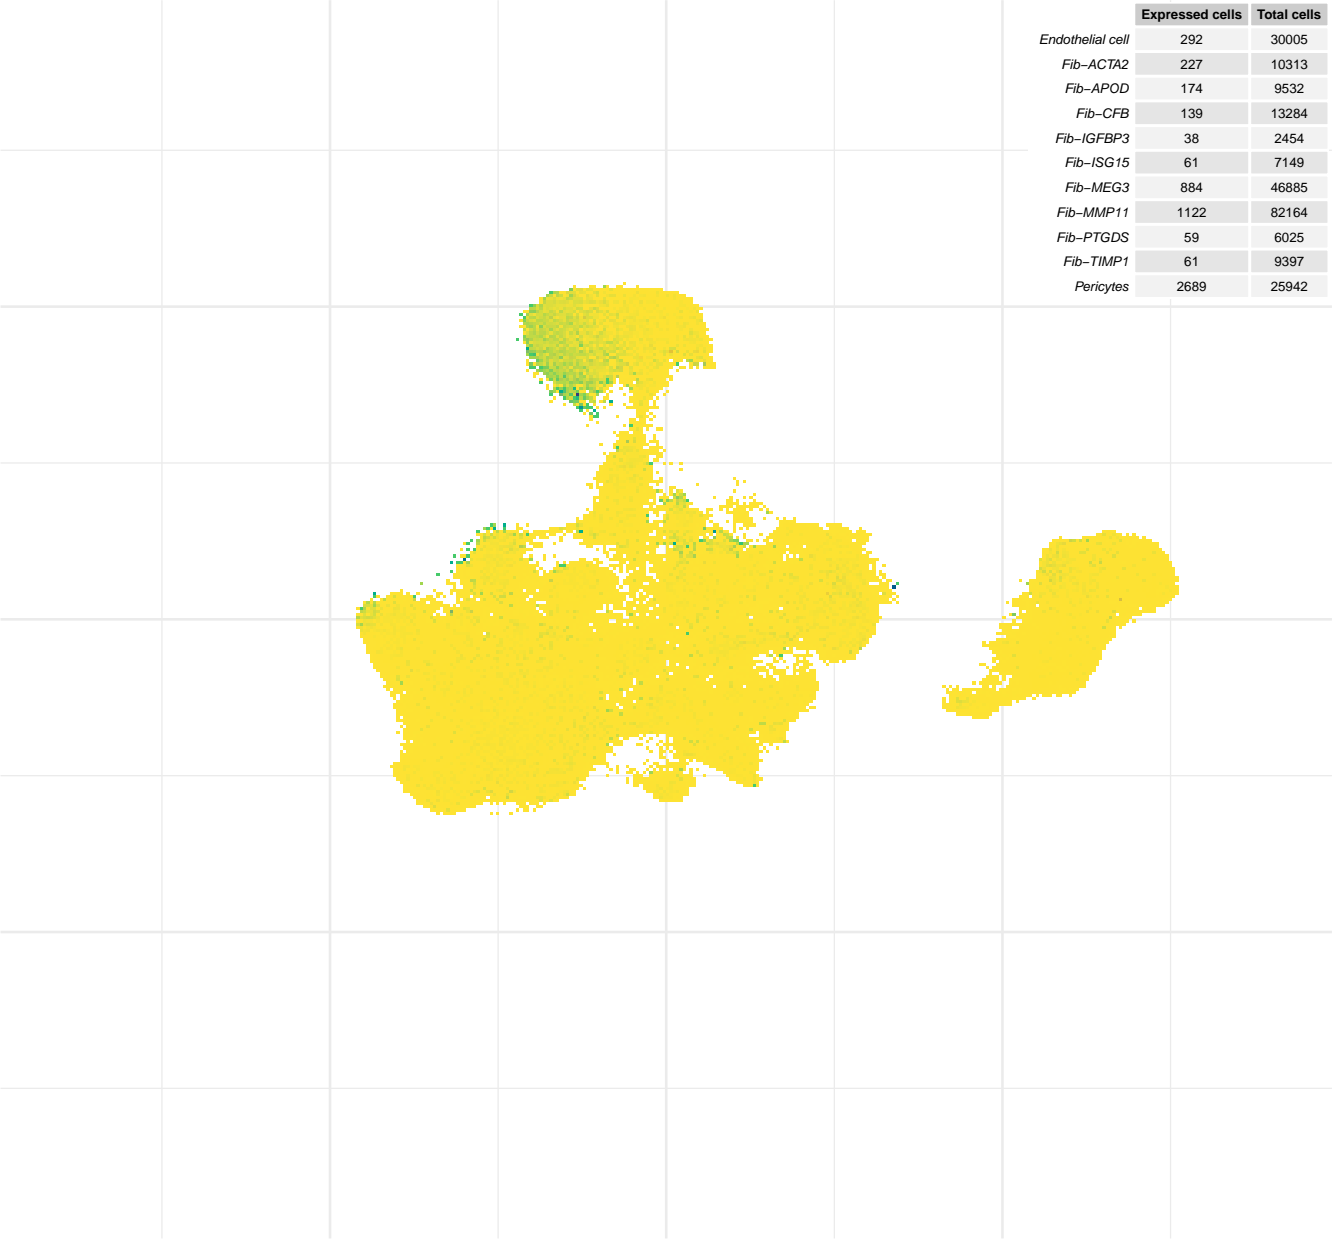 Expressed cells Total cells
Endothelial cell 292 30005
Fib−ACTA2 227 10313
Fib−APOD 174 9532
Fib−CFB 139 13284
Fib−IGFBP3 38 2454
Fib−ISG15 61 7149
Fib−MEG3 884 46885
Fib−MMP11 1122 82164
Fib−PTGDS 59 6025
Fib−TIMP1 61 9397
Pericytes 2689 25942